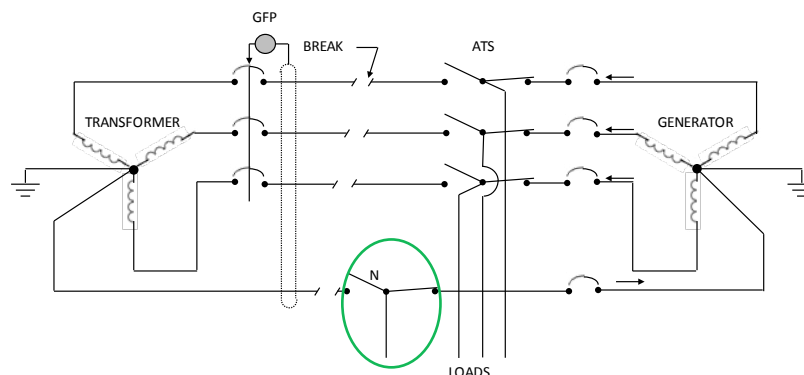 GFP
BREAK
ATS
TRANSFORMER
GENERATOR
N
LOADS